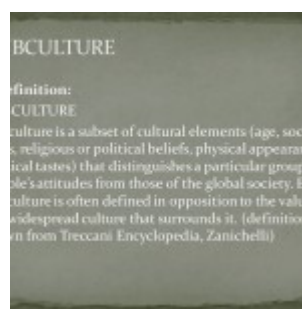 BCULTURE
efinition:
CULTURE
culture is a subset of cultural elements (age, soc
s, religious or political beliefs, physical appearan
ical tastes) that distinguishes a particular group
ple's attitudes from those of the global society. B
culture is often defined in opposition to the valu
widespread culture that surrounds it. (definitio
vn from Treccani Encyclopedia, Zanichelli)